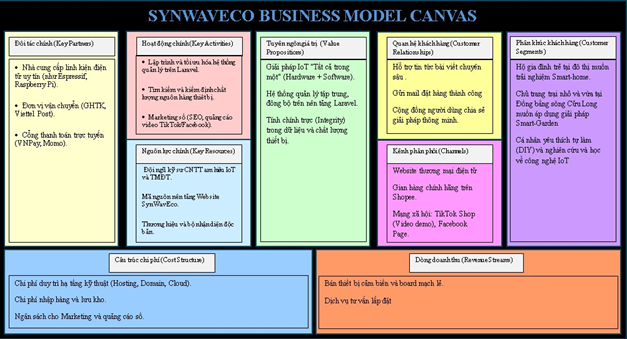 SYNWAVECO BUSINESS MODEL CANVAS
Đối tác chính (Key Partners)
• Nhà cung cấp linh kiện điện
tử uy tín (như Espressif,
Raspberry Pi).
• Đơn vị vận chuyển (GHTK,
Viettel Post).
• Cổng thanh toán trực tuyến
(VNPay, Momo).
Hoạt động chính (Key Activities)
• Lập trình và tối ưu hóa hệ thống
quản lý trên Laravel.
• Tìm kiếm và kiểm định chất
lượng nguồn hàng thiết bị.
• Marketing số (SEO, quảng cáo
video TikTok/Facebook).
Nguồn lực chính (Key Resources)
Đội ngũ kỹ sư CNTT am hiểu IoT
và TMĐT.
Mã nguồn nền tảng Website
SynWavEco.
Thương hiệu và bộ nhận diện độc
bản.
Tuyên ngôn giá trị (Value
Propositions)
Giải pháp IoT "Tất cả trong
một" (Hardware + Software).
Hệ thống quản lý tập trung,
đồng bộ trên nền tảng Laravel.
Tính chính trực (Integrity)
trong dữ liệu và chất lượng
thiết bị.
Quan hệ khách hàng (Customer
Relationships)
Hỗ trợ tin tức bài viết chuyên
sâu .
Gửi mail đặt hàng thành công
Cộng đồng người dùng chia sẻ
giải pháp thông minh.
Kênh phân phối (Channels)
Website thương mại điện tử
Gian hàng chính hãng trên
Shopee.
Mạng xã hội: TikTok Shop
(Video demo), Facebook
Page.
Phân khúc khách hàng (Customer
Segments)
Hộ gia đình trẻ tại đô thị muốn
trải nghiệm Smart-home.
Chủ trang trại nhỏ và vừa tại
Đồng bằng sông Cửu Long
muốn áp dụng giải pháp
Smart-Garden
Cá nhân yêu thích tự làm
(DIY) và nghiên cứu và học
về công nghệ IoT
Cấu trúc chi phí (Cost Structure)
Chi phí duy trì hạ tầng kỹ thuật (Hosting, Domain, Cloud).
Chi phí nhập hàng và lưu kho.
Ngân sách cho Marketing và quảng cáo số.
Dòng doanh thu (Revenue Streams)
Bán thiết bị cảm biến và board mạch lẻ.
Dịch vụ tư vấn lắp đặt